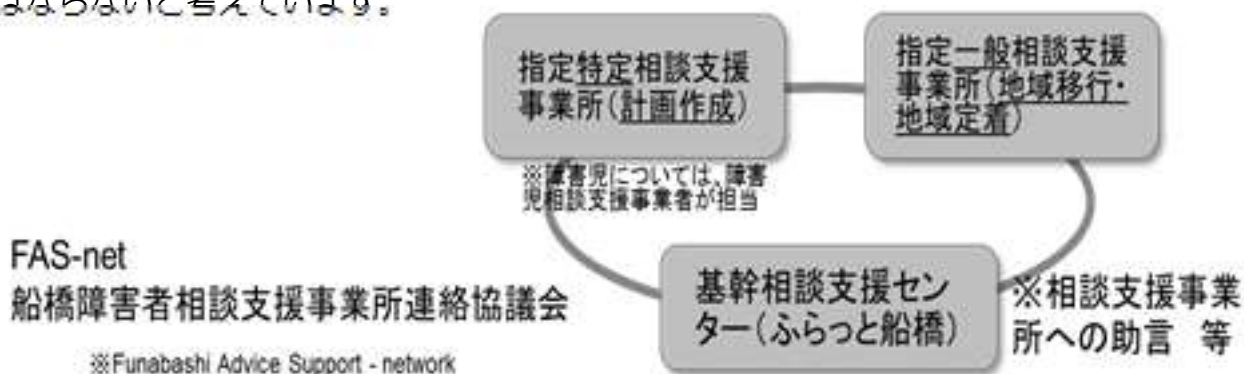 はならないと考えています。
指定特定相談支援
事業所(計画作成)
指定一般相談支援
事業所(地域移行・
地域定着)
※障害児については、障害
児相談支援事業者が担当
FAS-net
船橋障害者相談支援事業所連絡協議会
※Funabashi Advice Support - network
基幹相談支援セン
ター(ふらっと船橋)
※相談支援事業
所への助言 等